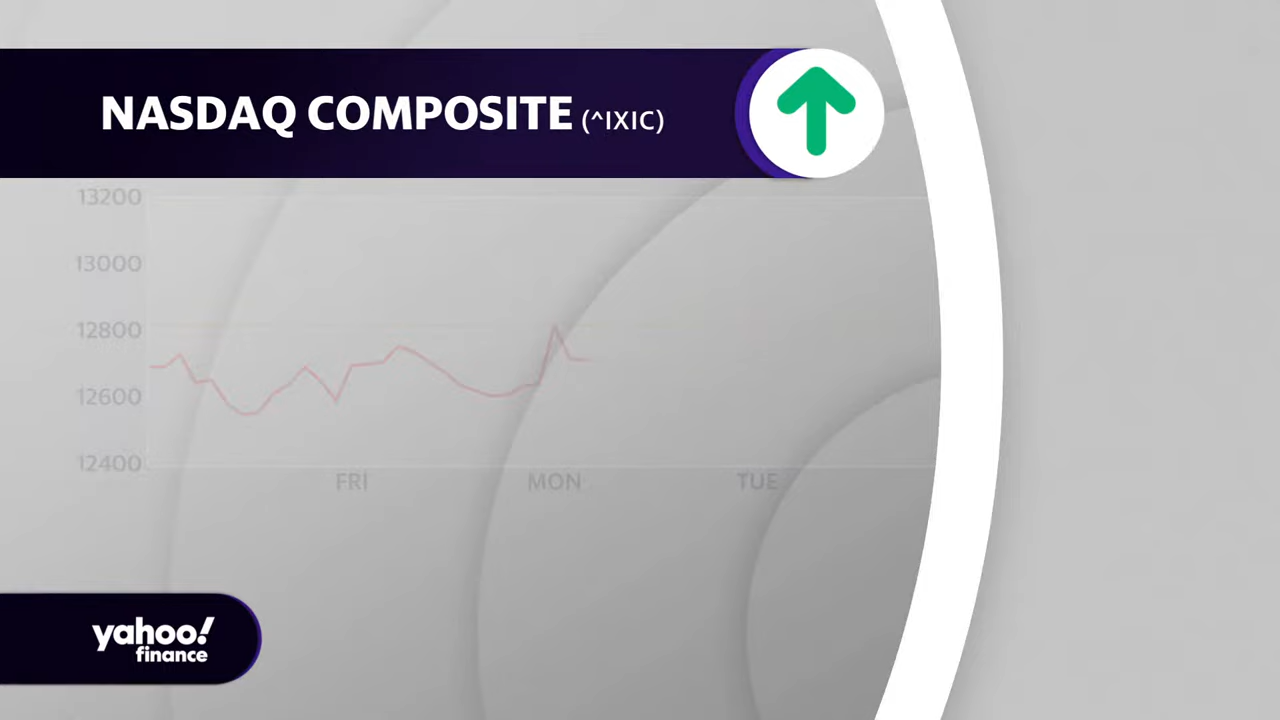 NASDAQ COMPOSITE (^IXIC)
13200
13000
12800
12600
12400
FRI MON TUE
yahoo!
finance